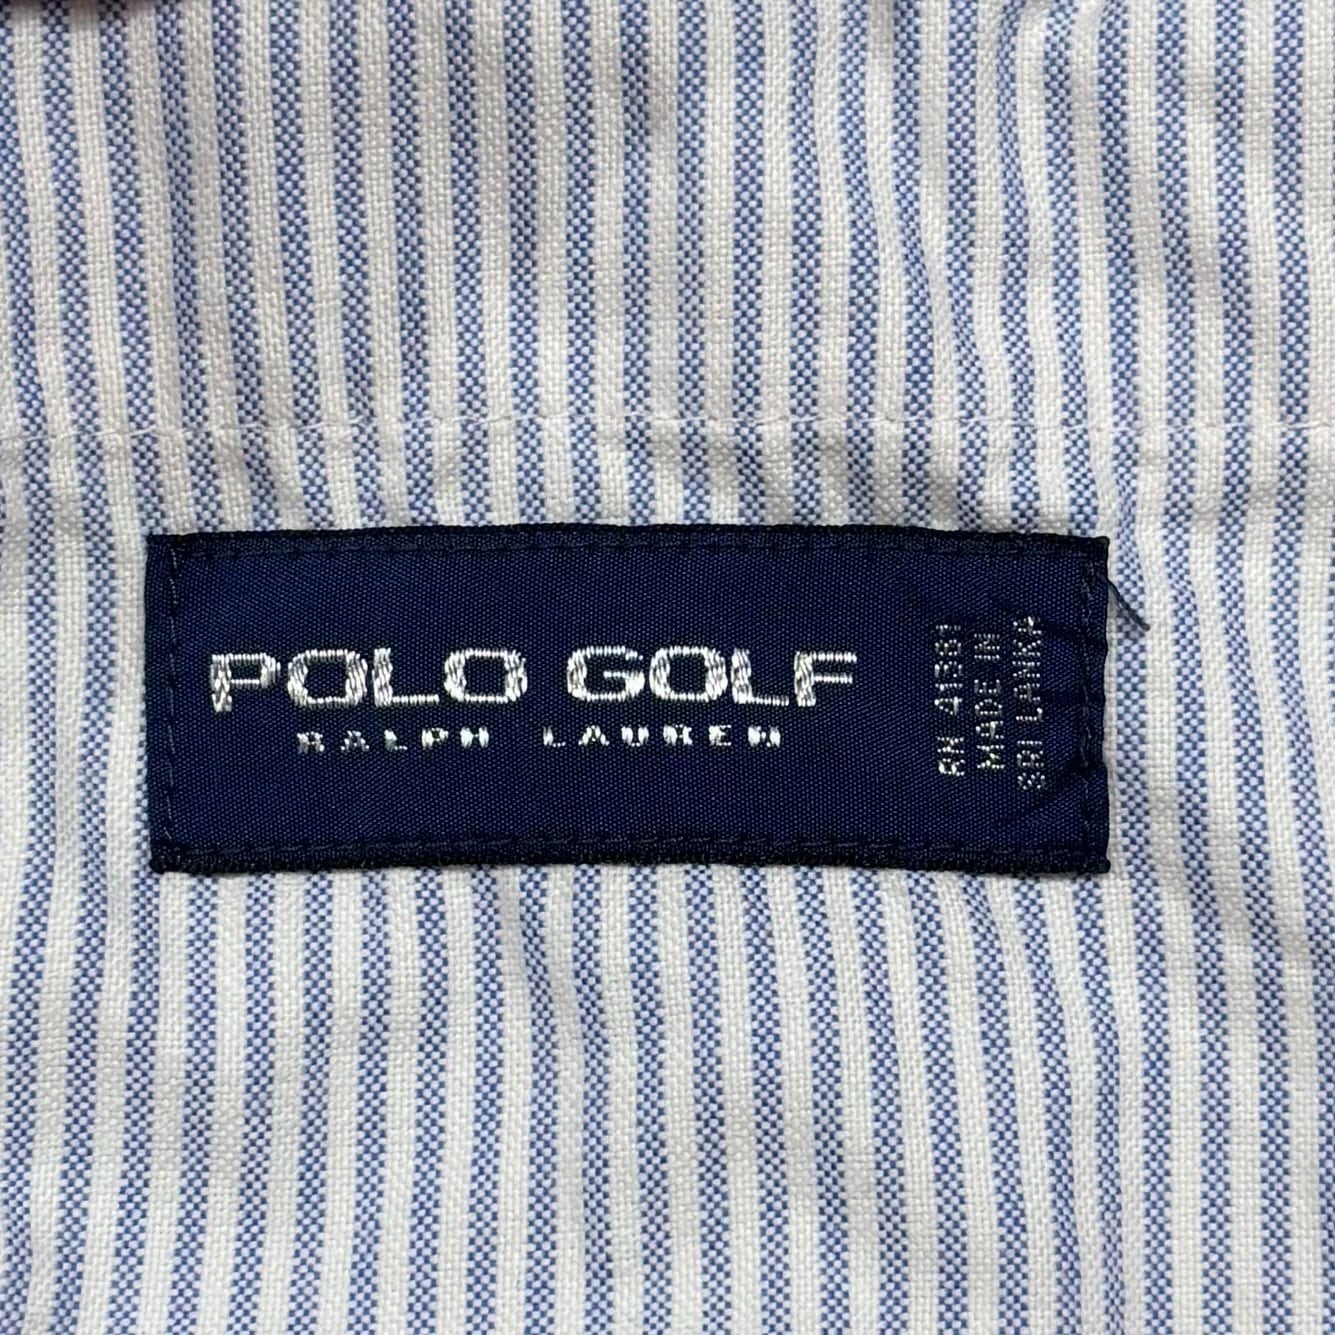 POLO GOLF
RALPH LAUREN
RN 41381
MADE IN
SRI LANKA